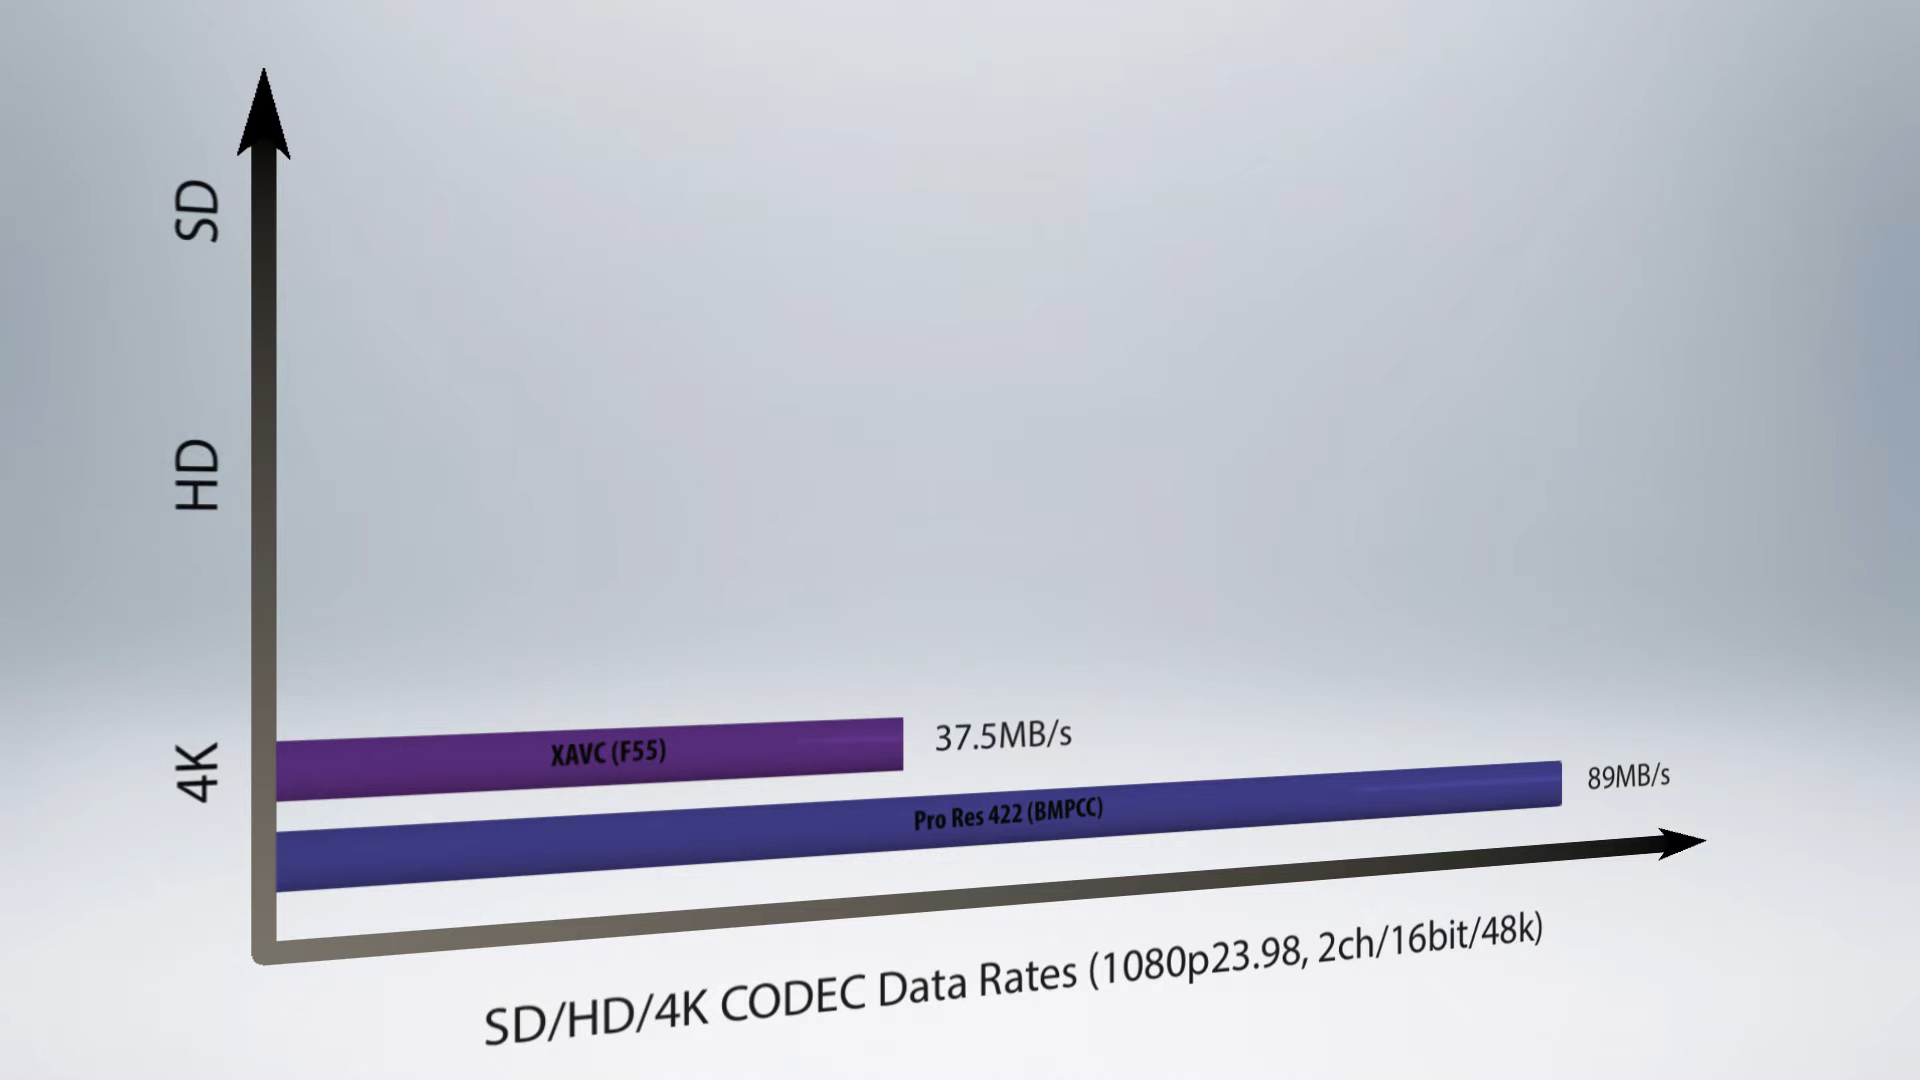 SD
HD
4K
XAVC (F55)
37.5MB/s
Pro Res 422 (BMPCC)
89MB/s
SD/HD/4K CODEC Data Rates (1080p23.98, 2ch/16bit/48k)